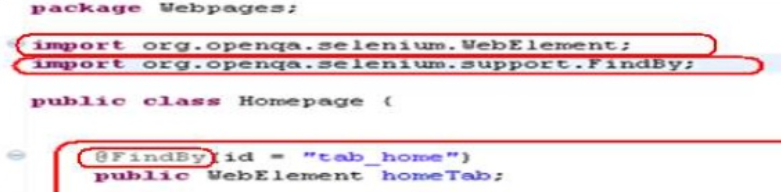 package Webpages;
import org.openqa.selenium.WebElement;
import org.openqa.selenium.support.FindBy;
public class Homepage {
@FindBy(id = "tab_home")
public WebElement homeTab;